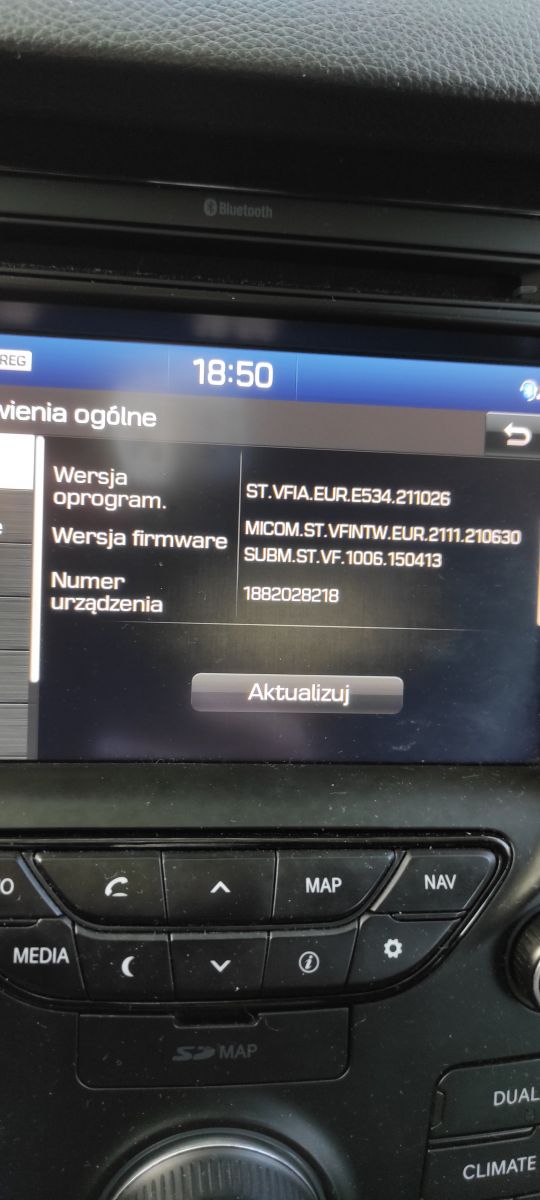 Bluetooth
REG
18:50
wienia ogólne
Wersja
oprogram.
ST.VFIA.EUR.E534.211026
Wersja firmware
MICOM.ST.VFINTW.EUR.2111.210630
SUBM.ST.VF.1006.150413
Numer
urządzenia
1882028218
Aktualizuj
MAP
NAV
MEDIA
i
SD MAP
DUAL
CLIMATE